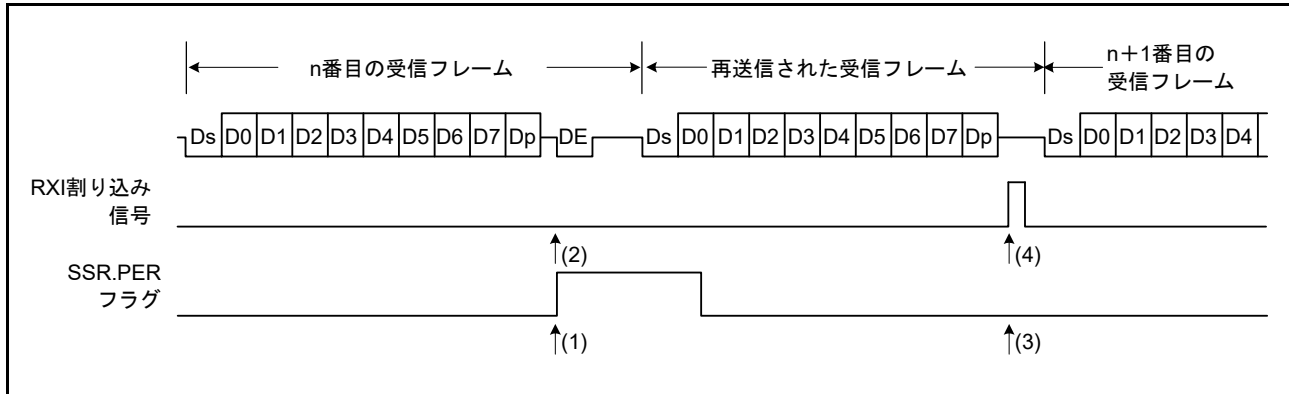 n番目の受信フレーム
再送信された受信フレーム
n+1番目の
受信フレーム
Ds D0 D1 D2 D3 D4 D5 D6 D7 Dp DE Ds D0 D1 D2 D3 D4 D5 D6 D7 Dp Ds D0 D1 D2 D3 D4
RXI割り込み
信号
(2)
(4)
SSR.PER
フラグ
(1)
(3)